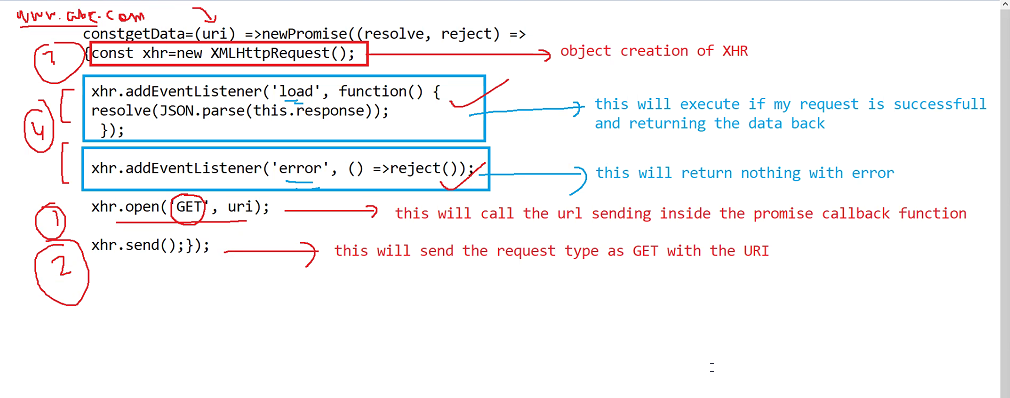 www.abc.com
constgetData=(uri) =>newPromise((resolve, reject) =>
{const xhr=new XMLHttpRequest();
object creation of XHR
xhr.addEventListener('load', function() {
resolve(JSON.parse(this.response));
});
this will execute if my request is successfull
and returning the data back
4
xhr.addEventListener('error', () =>reject());
this will return nothing with error
xhr.open('GET', uri);
this will call the url sending inside the promise callback function
1
xhr.send();});
this will send the request type as GET with the URI
2